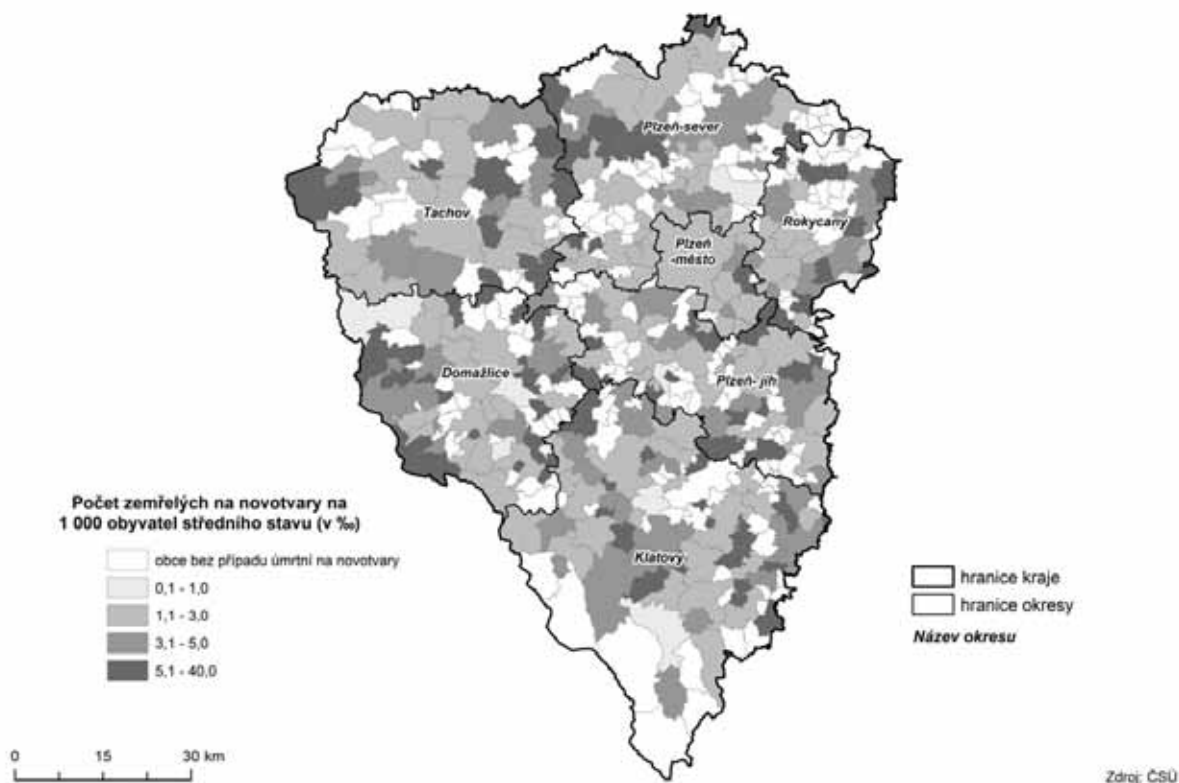 Plzeň-sever
Tachov
Rokycany
Plzeň
-město
Domažlice
Plzeň- jih
Klatovy
Počet zemřelých na novotvary na
1 000 obyvatel středního stavu (v ‰)
obce bez případu úmrtní na novotvary
0,1 - 1,0
1,1 - 3,0
3,1 - 5,0
5,1 - 40,0
hranice kraje
hranice okresy
Název okresu
0 15 30 km
Zdroj: ČSÚ